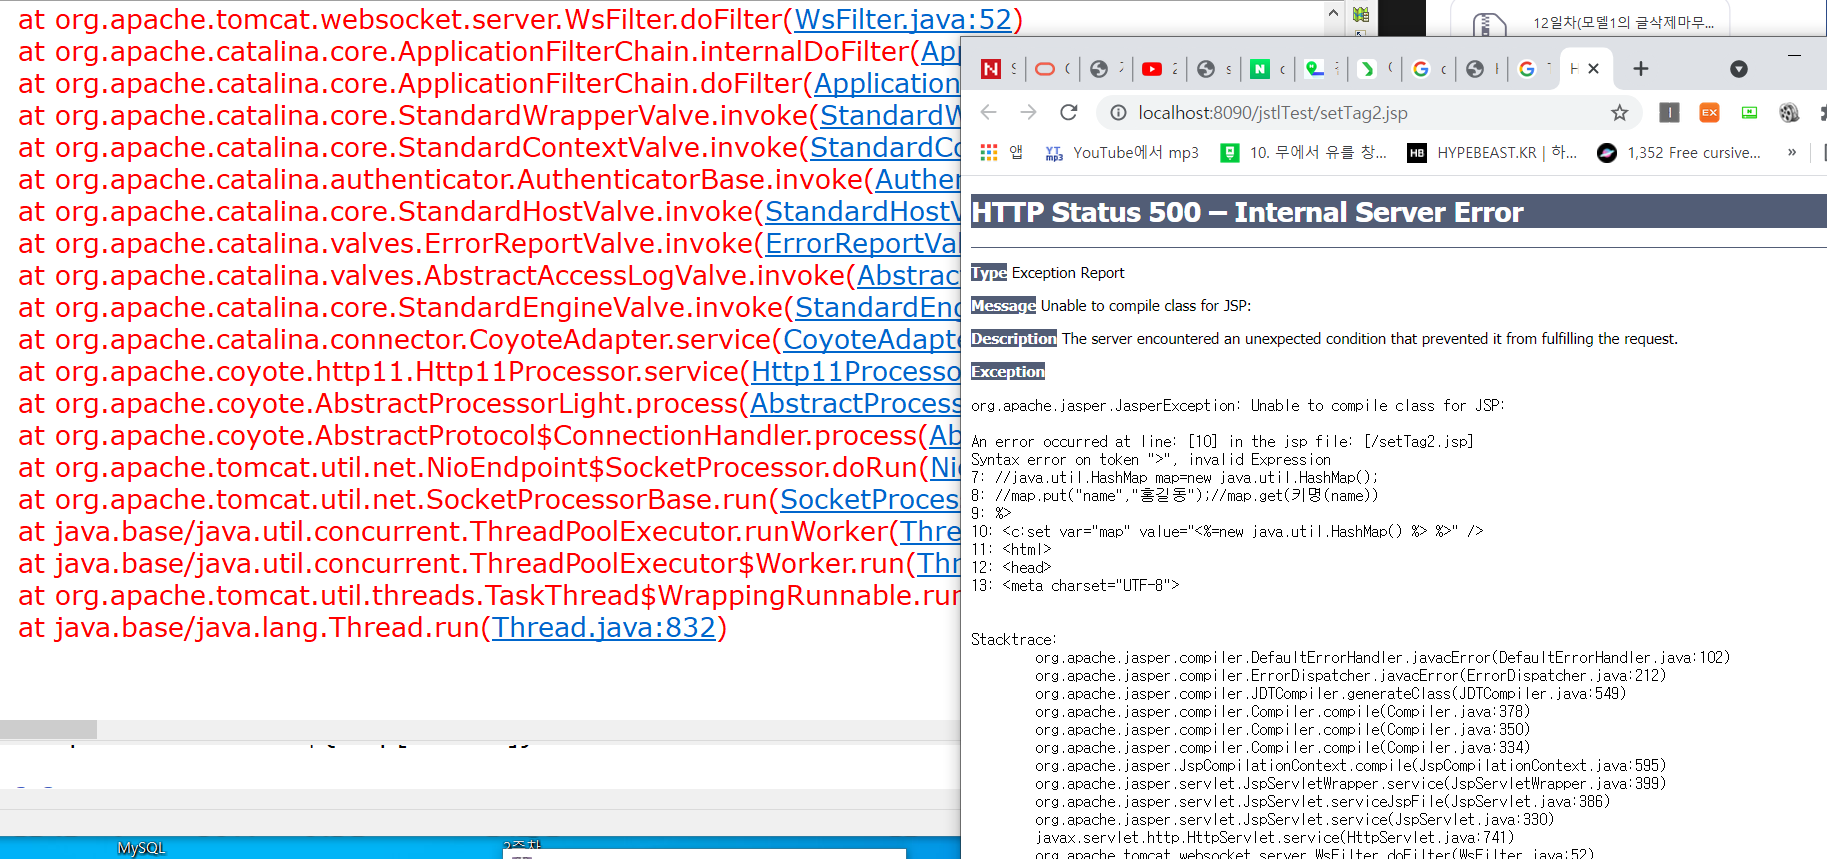 at org.apache.tomcat.websocket.server.WsFilter.doFilter(WsFilter.java:52)
at org.apache.catalina.core.ApplicationFilterChain.internalDoFilter(App
at org.apache.catalina.core.ApplicationFilterChain.doFilter(Application
at org.apache.catalina.core.StandardWrapperValve.invoke(StandardW
at org.apache.catalina.core.StandardContextValve.invoke(StandardCo
at org.apache.catalina.authenticator.AuthenticatorBase.invoke(Authen
at org.apache.catalina.core.StandardHostValve.invoke(StandardHostV
at org.apache.catalina.valves.ErrorReportValve.invoke(ErrorReportVal
at org.apache.catalina.valves.AbstractAccessLogValve.invoke(Abstract
at org.apache.catalina.core.StandardEngineValve.invoke(StandardEng
at org.apache.catalina.connector.CoyoteAdapter.service(CoyoteAdapte
at org.apache.coyote.http11.Http11Processor.service(Http11Processo
at org.apache.coyote.AbstractProcessorLight.process(AbstractProcess
at org.apache.coyote.AbstractProtocol$ConnectionHandler.process(Ab
at org.apache.tomcat.util.net.NioEndpoint$SocketProcessor.doRun(Nio
at org.apache.tomcat.util.net.SocketProcessorBase.run(SocketProces
at java.base/java.util.concurrent.ThreadPoolExecutor.runWorker(Thre
at java.base/java.util.concurrent.ThreadPoolExecutor$Worker.run(Thr
at org.apache.tomcat.util.threads.TaskThread$WrappingRunnable.run
at java.base/java.lang.Thread.run(Thread.java:832)
MySQL
12일차(모델1의 글삭제마무...
localhost:8090/jstlTest/setTag2.jsp
앱 YouTube에서 mp3 10. 무에서 유를 창... HYPEBEAST.KR | 하... 1,352 Free cursive... »
HTTP Status 500 – Internal Server Error
Type Exception Report
Message Unable to compile class for JSP:
Description The server encountered an unexpected condition that prevented it from fulfilling the request.
Exception
org.apache.jasper.JasperException: Unable to compile class for JSP:
An error occurred at line: [10] in the jsp file: [/setTag2.jsp]
Syntax error on token ">", invalid Expression
7: //java.util.HashMap map=new java.util.HashMap();
8: //map.put("name","홍길동");//map.get(키명(name))
9: %>
10: <c:set var="map" value="<%=new java.util.HashMap() %> %>" />
11: <html>
12: <head>
13: <meta charset="UTF-8">
Stacktrace:
org.apache.jasper.compiler.DefaultErrorHandler.javacError(DefaultErrorHandler.java:102)
org.apache.jasper.compiler.ErrorDispatcher.javacError(ErrorDispatcher.java:212)
org.apache.jasper.compiler.JDTCompiler.generateClass(JDTCompiler.java:549)
org.apache.jasper.compiler.Compiler.compile(Compiler.java:378)
org.apache.jasper.compiler.Compiler.compile(Compiler.java:350)
org.apache.jasper.compiler.Compiler.compile(Compiler.java:334)
org.apache.jasper.JspCompilationContext.compile(JspCompilationContext.java:595)
org.apache.jasper.servlet.JspServletWrapper.service(JspServletWrapper.java:399)
org.apache.jasper.servlet.JspServlet.serviceJspFile(JspServlet.java:386)
org.apache.jasper.servlet.JspServlet.service(JspServlet.java:330)
javax.servlet.http.HttpServlet.service(HttpServlet.java:741)
org.apache.tomcat.websocket.server.WsFilter.doFilter(WsFilter.java:52)